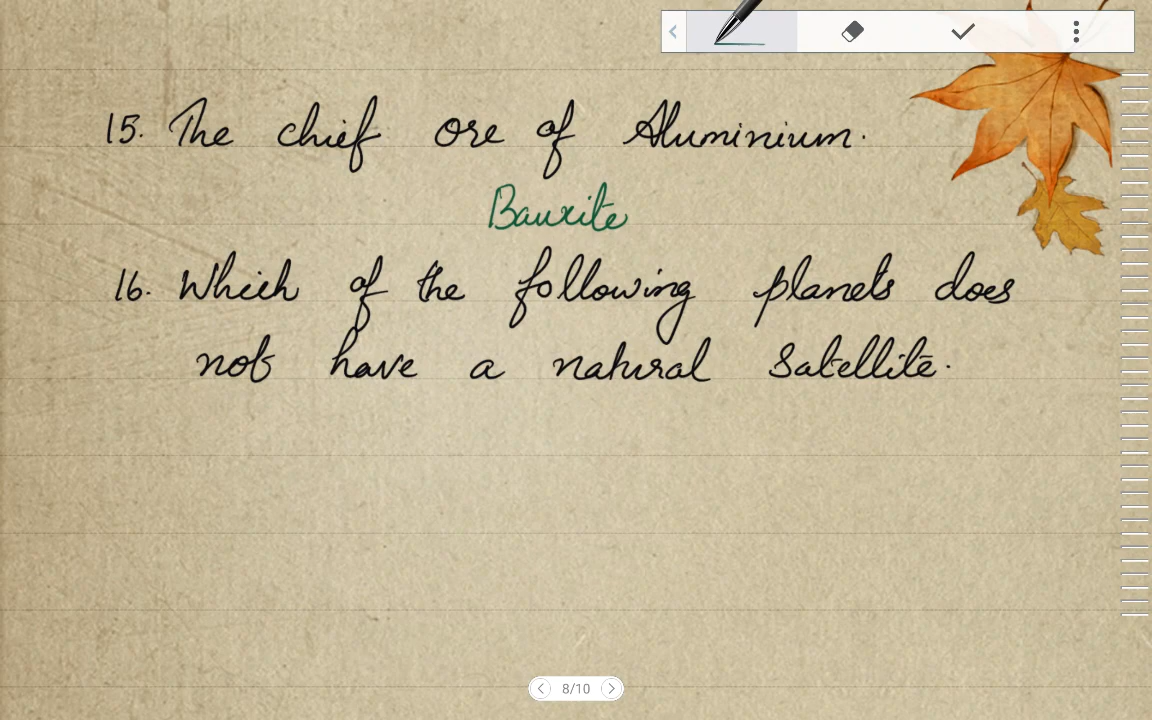 15. The chief ore of Aluminium.
Bauxite
16. Which of the following planets does
not have a natural satellite.
8/10